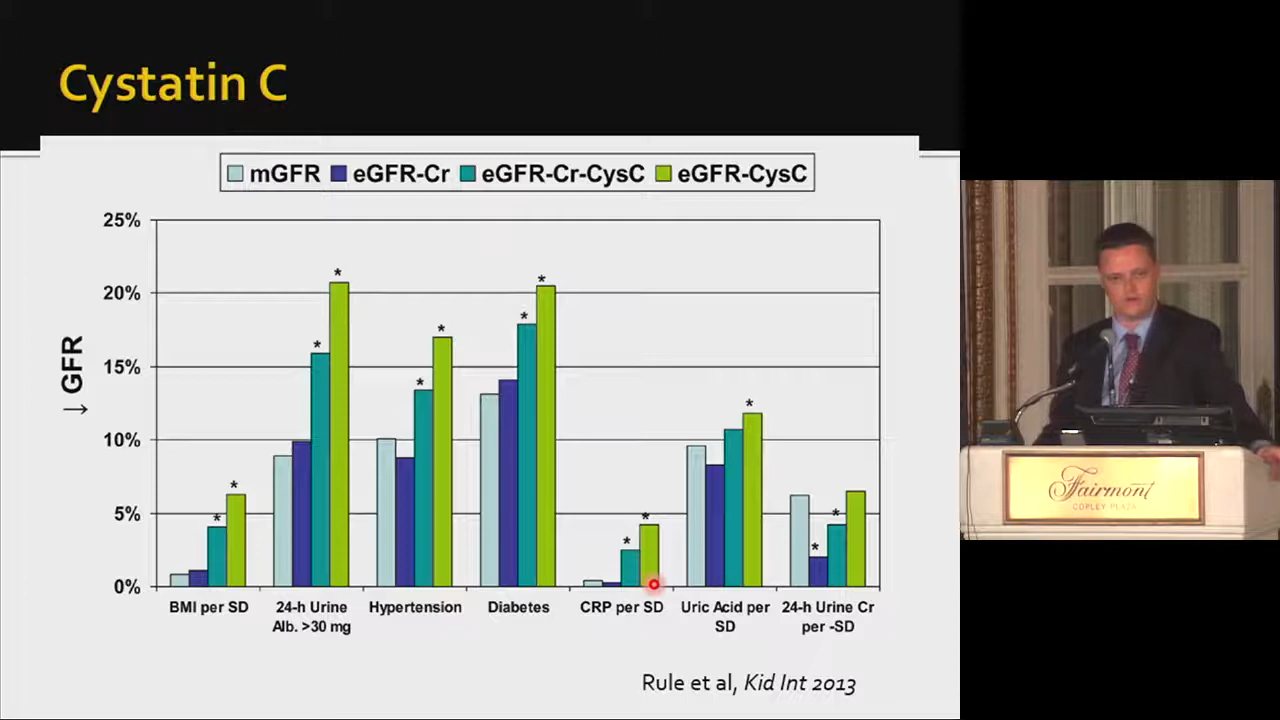 Cystatin C
mGFR eGFR-Cr eGFR-Cr-CysC eGFR-CysC
25%
20%
15%
10%
5%
0%
↓ GFR
* * * * * * * * * * * * *
BMI per SD
24-h Urine Alb. >30 mg
Hypertension
Diabetes
CRP per SD
Uric Acid per SD
24-h Urine Cr per -SD
Rule et al, Kid Int 2013
Fairmont
COPLEY PLAZA